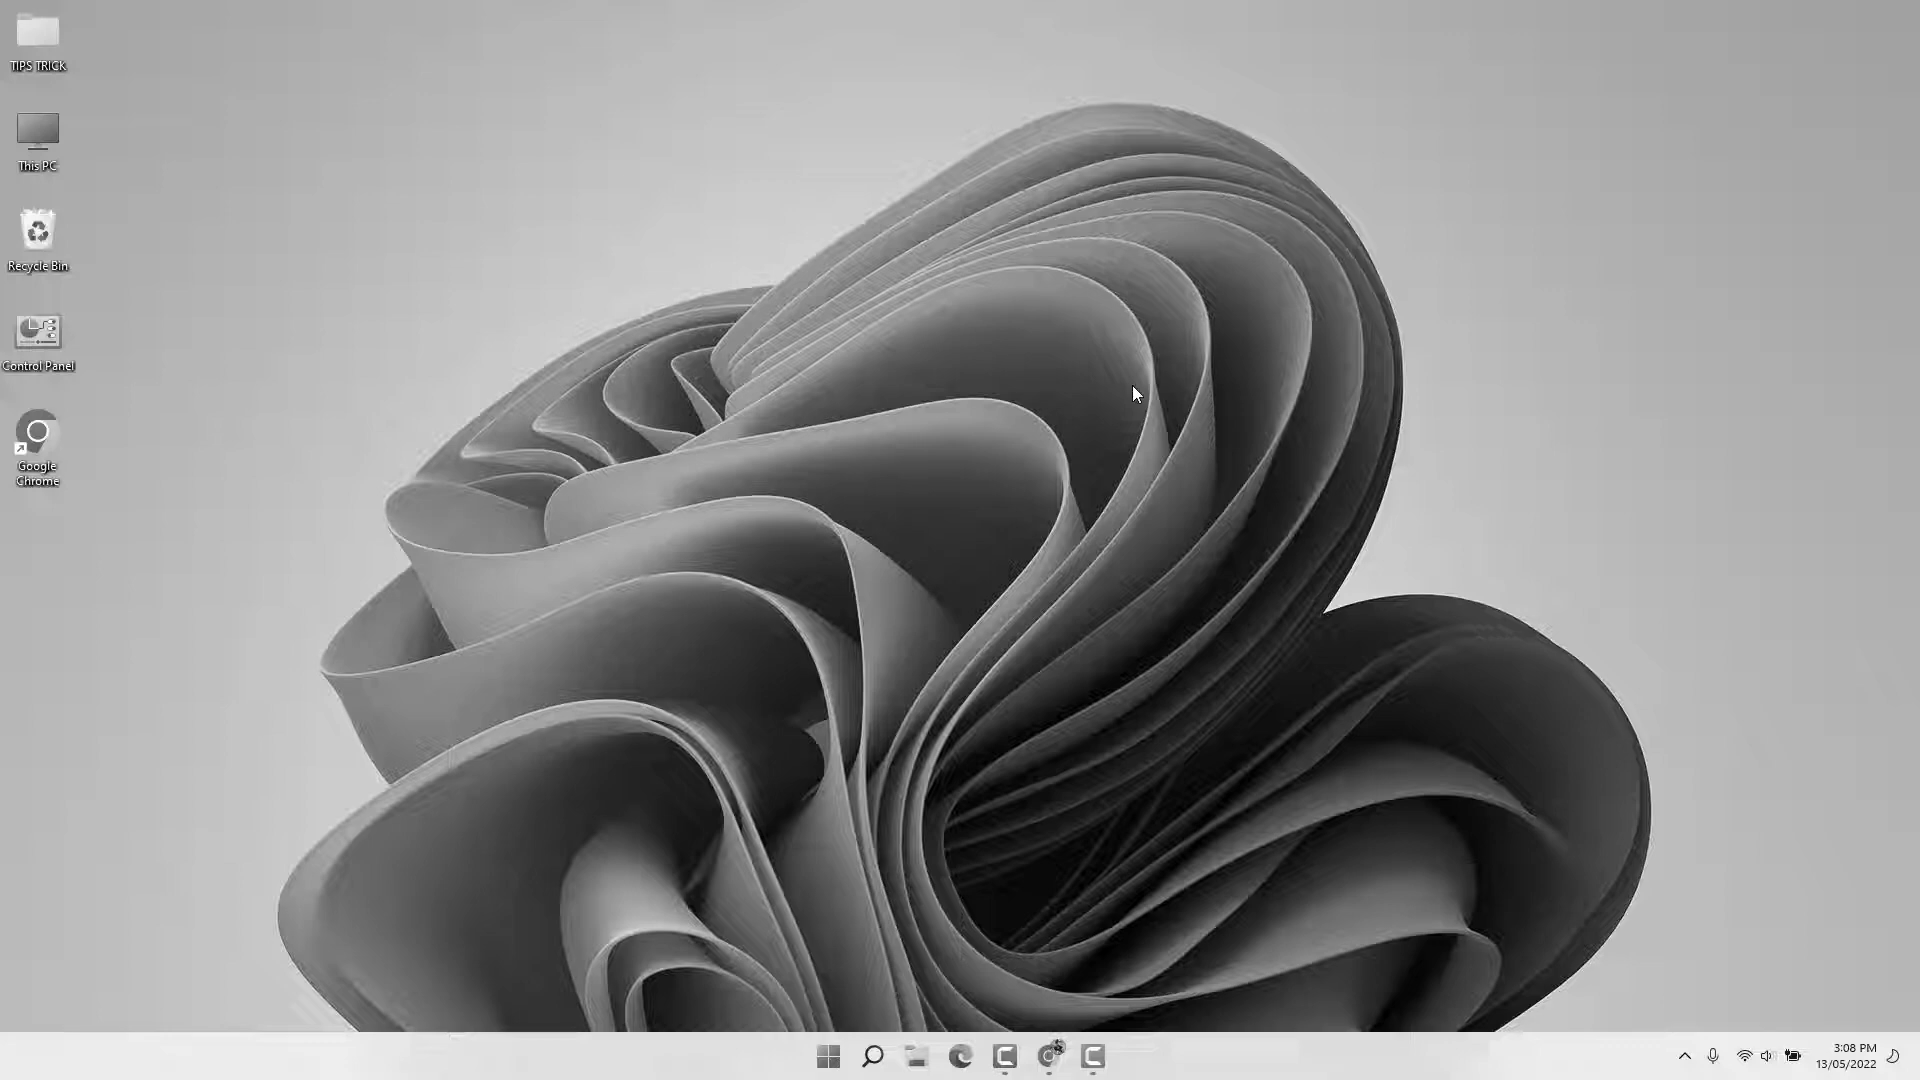 TIPS TRICK
This PC
Recycle Bin
Control Panel
Google
Chrome
3:08 PM
13/05/2022